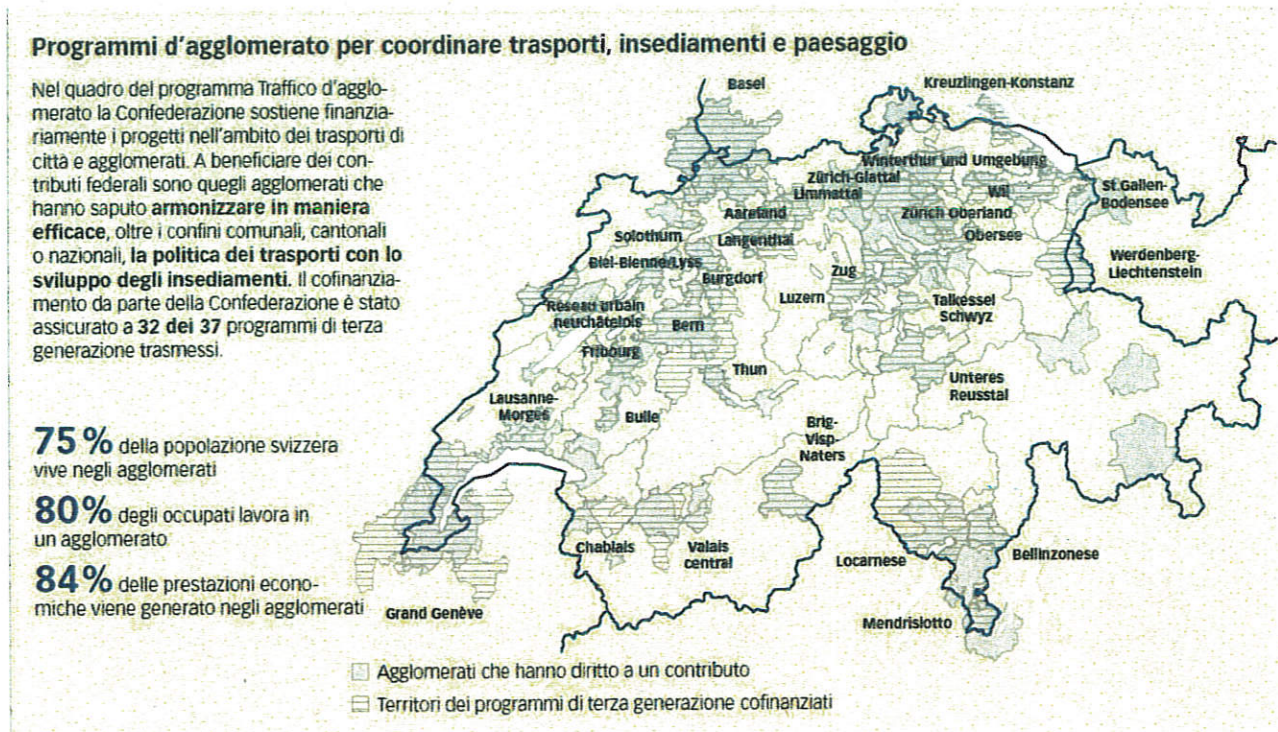 Programmi d'agglomerato per coordinare trasporti, insediamenti e paesaggio
Nel quadro del programma Traffico d'agglo-
merato la Confederazione sostiene finanzia-
riamente i progetti nell'ambito dei trasporti di
città e agglomerati. A beneficiare dei con-
tributi federali sono quegli agglomerati che
hanno saputo armonizzare in maniera
efficace, oltre i confini comunali, cantonali
o nazionali, la politica dei trasporti con lo
sviluppo degli insediamenti. Il cofinanzia-
mento da parte della Confederazione è stato
assicurato a 32 dei 37 programmi di terza
generazione trasmessi.
75% della popolazione svizzera
vive negli agglomerati
80% degli occupati lavora in
un agglomerato
84% delle prestazioni econo-
miche viene generato negli agglomerati
Basel
Kreuzlingen-Konstanz
Winterthur und Umgebung
Zürich-Glattal
Limmattal
Wil
St.Gallen-
Bodensee
Aareland
Zürich Oberland
Solothurn
Langenthal
Obersee
Biel-Bienne/Lyss
Burgdorf
Zug
Werdenberg-
Liechtenstein
Réseau urbain
neuchâtelois
Bern
Luzern
Talkessel
Schwyz
Fribourg
Thun
Unteres
Reusstal
Lausanne-
Morges
Bulle
Brig-
Visp-
Naters
Chablais
Valais
central
Locarnese
Bellinzonese
Grand Genève
Mendrisiotto
Agglomerati che hanno diritto a un contributo
Territori dei programmi di terza generazione cofinanziati